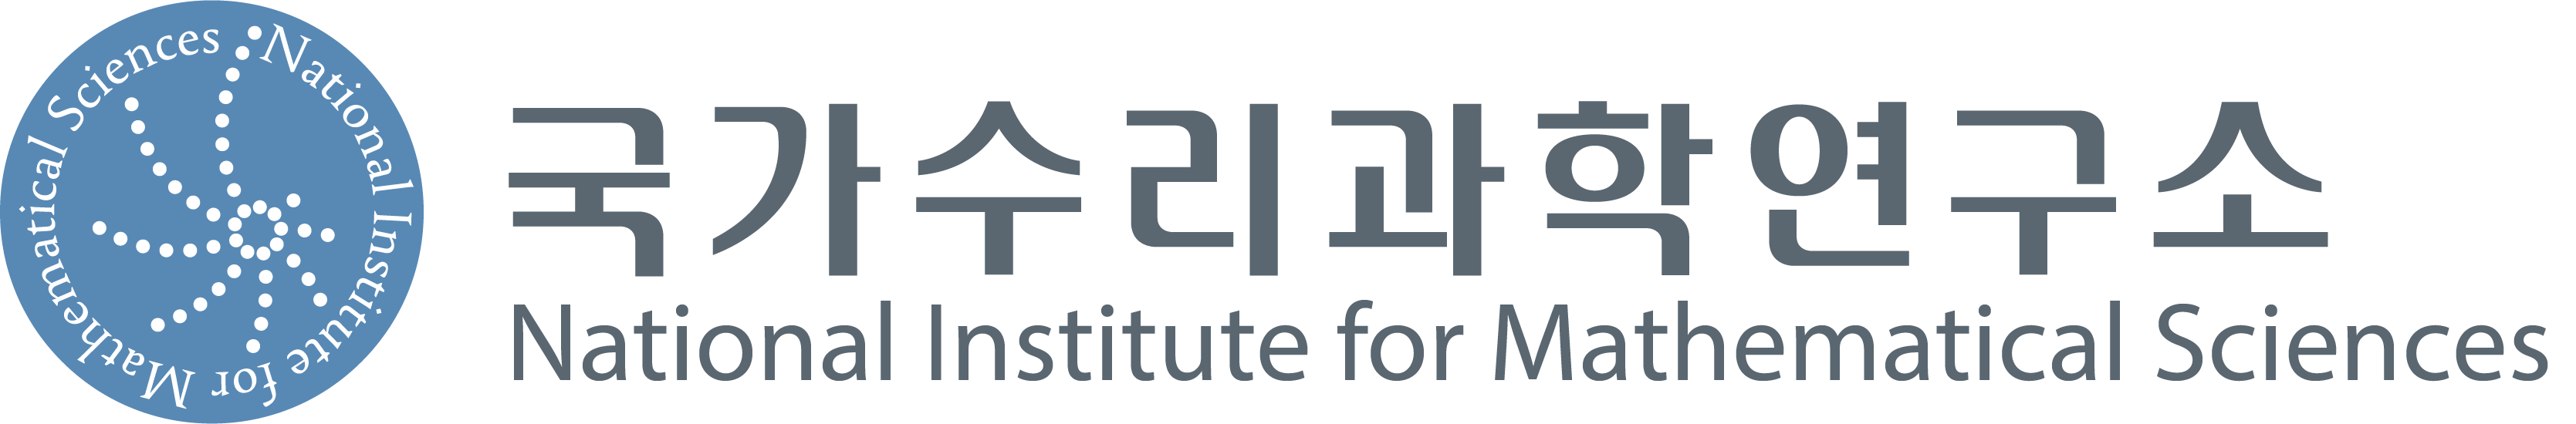 National Institute for Mathematical Sciences
국가수리과학연구소
National Institute for Mathematical Sciences